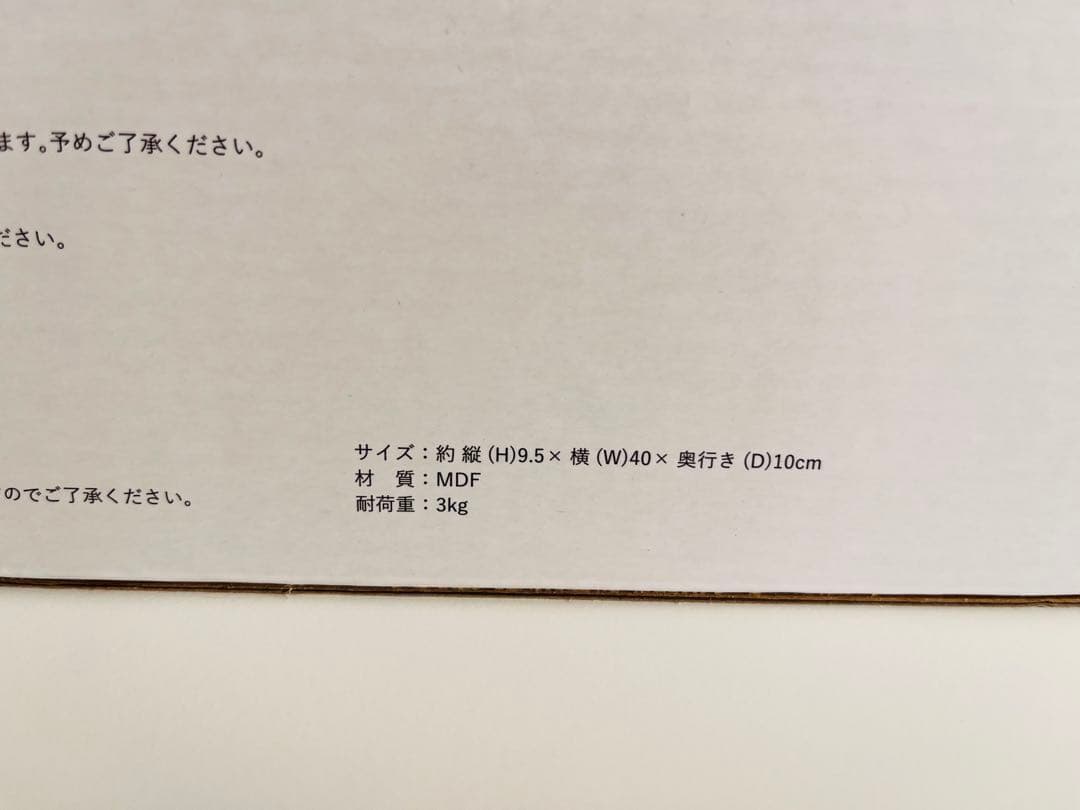 ます。予めご了承ください。
ださい。
サイズ：約 縦 (H)9.5× 横 (W)40× 奥行き (D)10cm
材　質：MDF
のでご了承ください。
耐荷重：3kg